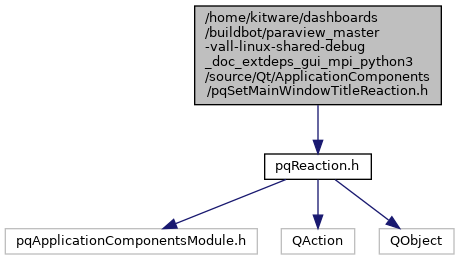 /home/kitware/dashboards
/buildbot/paraview_master
-vall-linux-shared-debug
_doc_extdeps_gui_mpi_python3
/source/Qt/ApplicationComponents
/pqSetMainWindowTitleReaction.h
pqReaction.h
pqApplicationComponentsModule.h
QAction
QObject